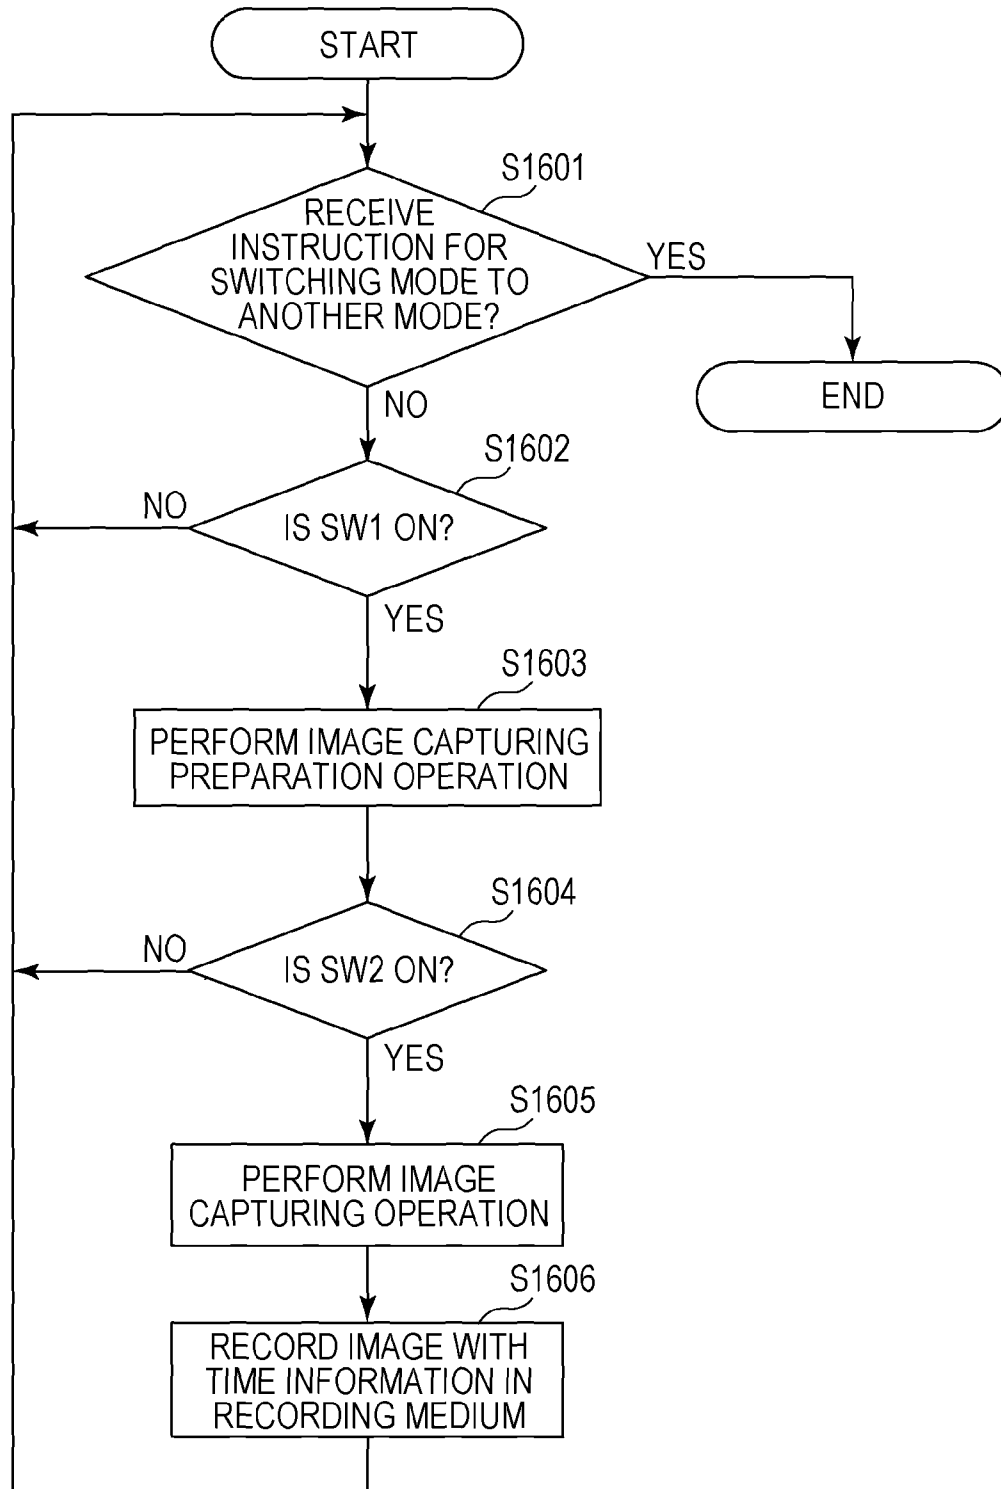 START
S1601
RECEIVE
INSTRUCTION FOR
SWITCHING MODE TO
ANOTHER MODE?
YES
END
NO
S1602
IS SW1 ON?
NO
YES
S1603
PERFORM IMAGE CAPTURING
PREPARATION OPERATION
S1604
IS SW2 ON?
NO
YES
S1605
PERFORM IMAGE
CAPTURING OPERATION
S1606
RECORD IMAGE WITH
TIME INFORMATION IN
RECORDING MEDIUM